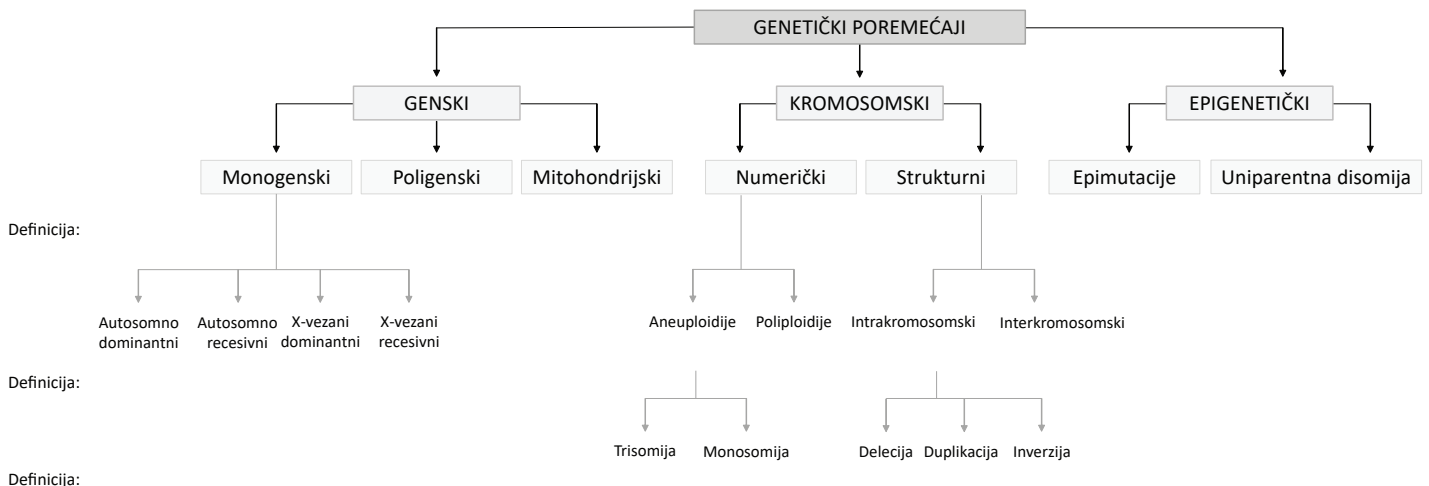 GENETIČKI POREMEĆAJI
GENSKI
KROMOSOMSKI
EPIGENETIČKI
Monogenski
Poligenski
Mitohondrijski
Numerički
Strukturni
Epimutacije
Uniparentna disomija
Definicija:
Autosomno
dominantni
Autosomno
recesivni
X-vezani
dominantni
X-vezani
recesivni
Aneuploidije
Poliploidije
Intrakromosomski
Interkromosomski
Definicija:
Trisomija
Monosomija
Delecija
Duplikacija
Inverzija
Definicija: